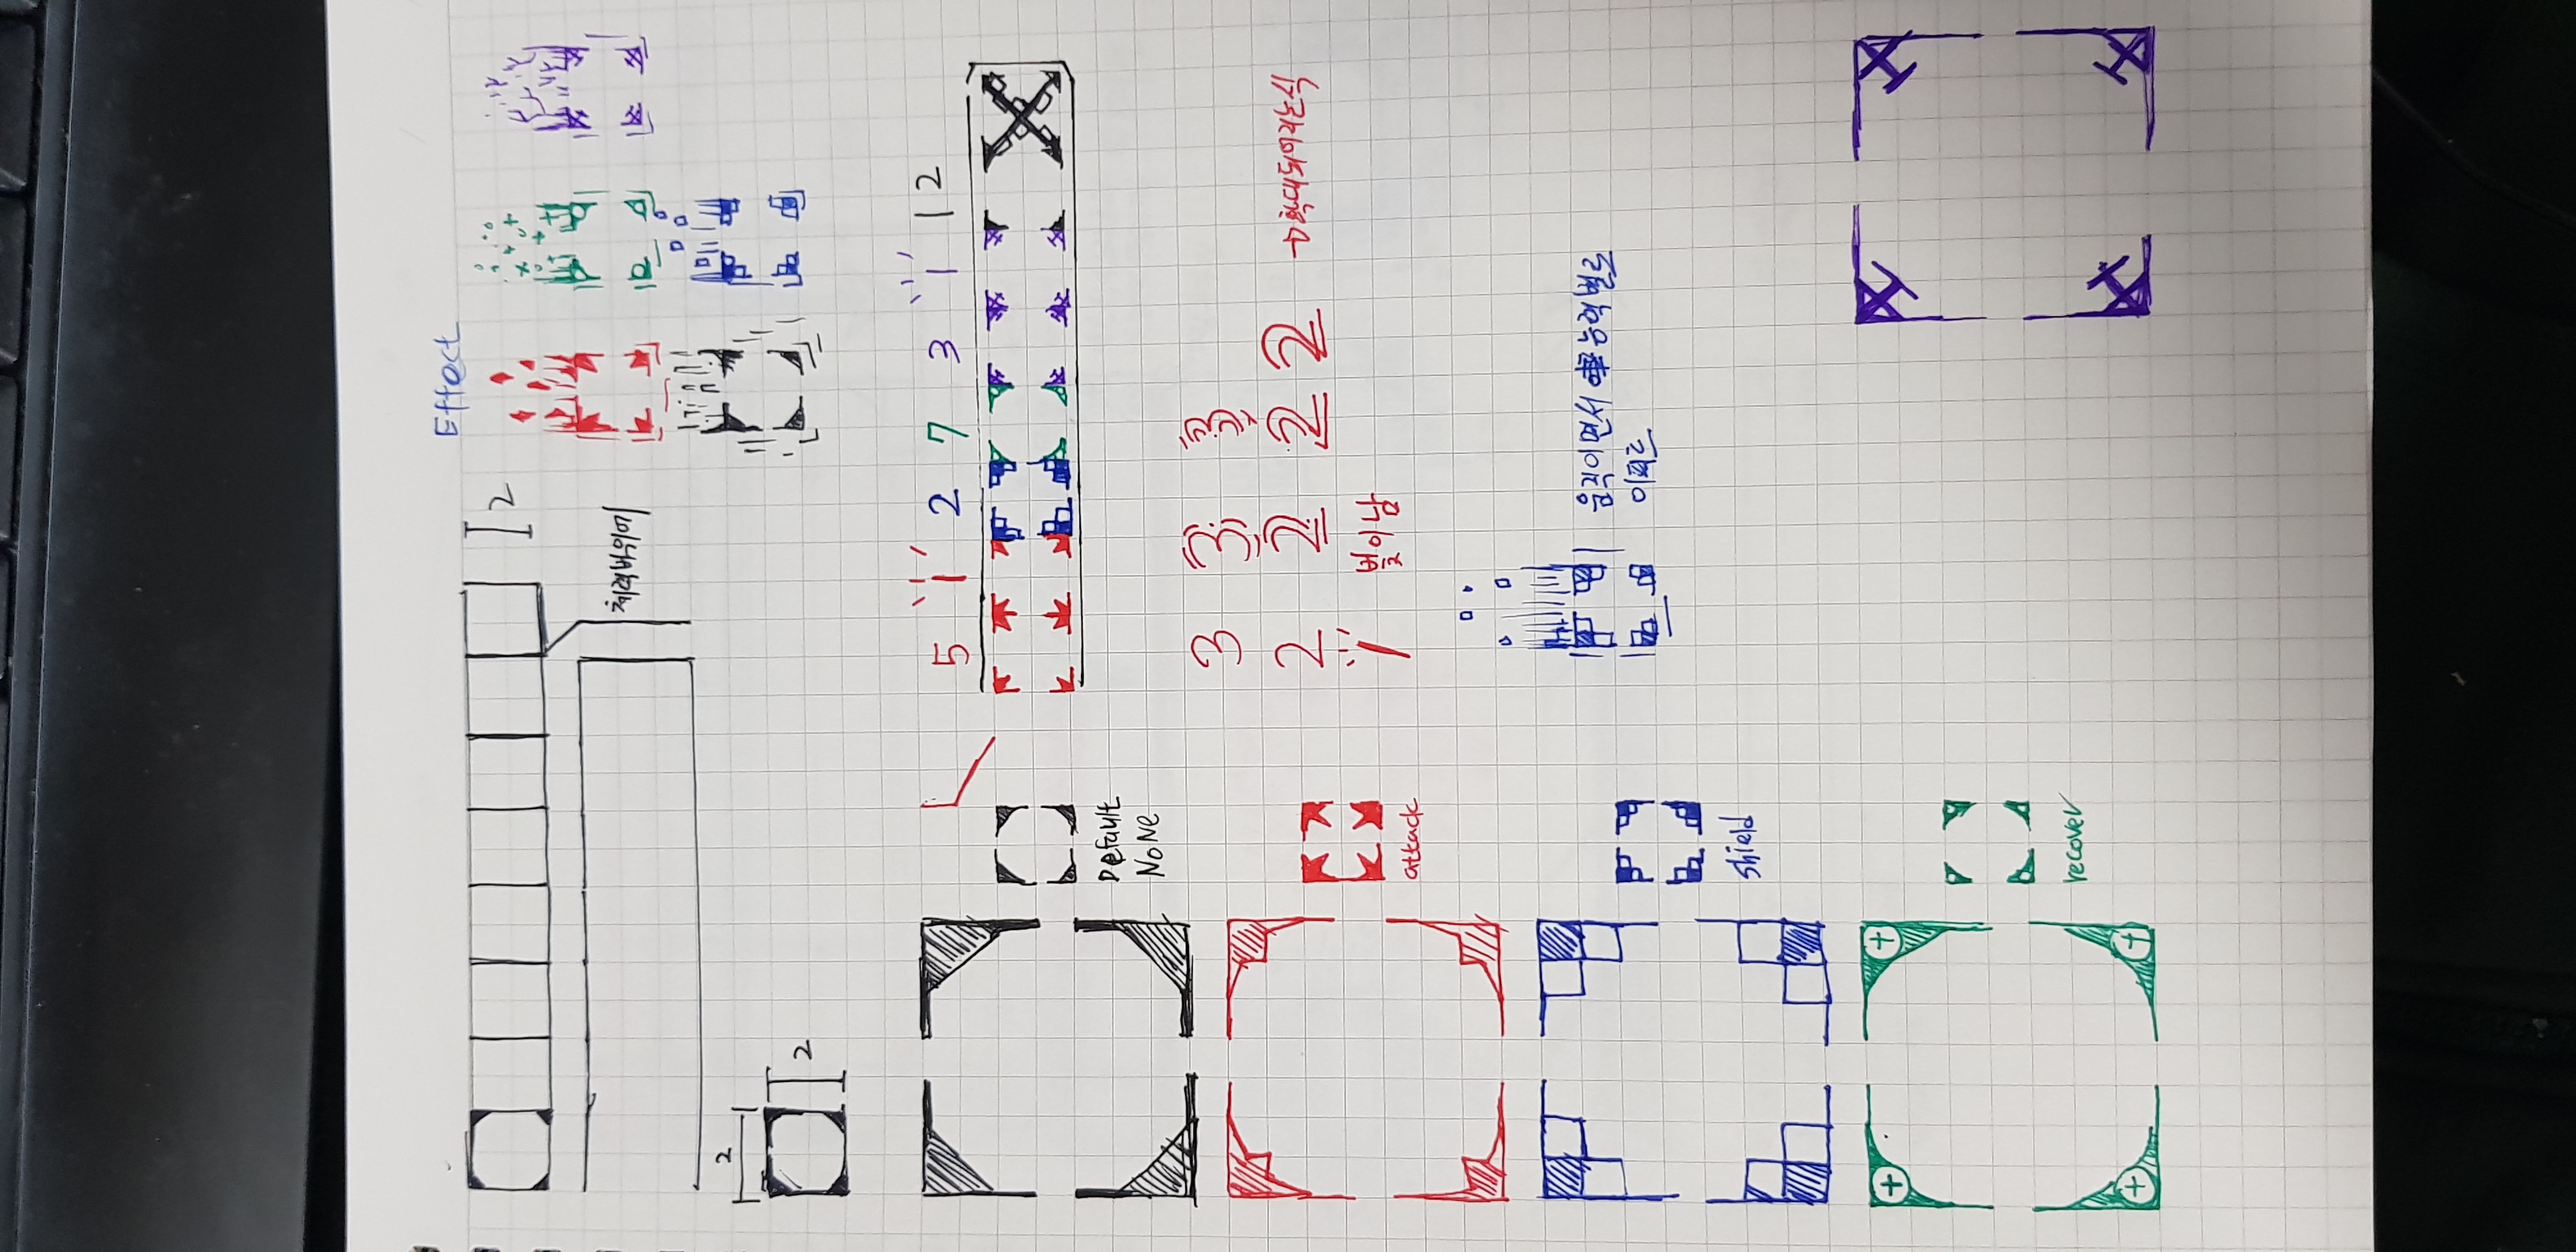 Effect
2
체력바위에
2
2
5 1 2 7 3 1 12
Default
NoNe
3 3 3
2 2 2 2 → 확대되어지는식
1 빛이남
attack
움직이면서 능력별로
이펙트
shield
recover